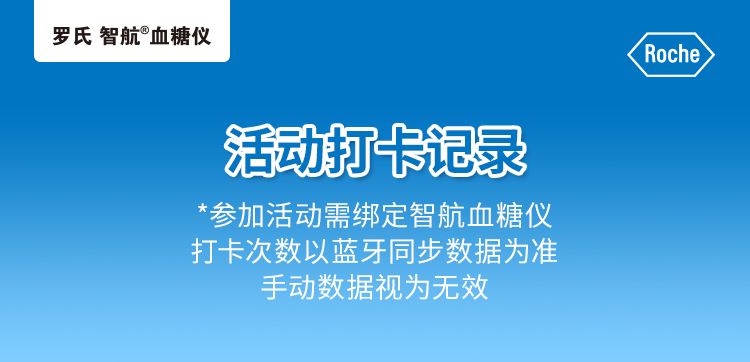 罗氏 智航®血糖仪
Roche
活动打卡记录
*参加活动需绑定智航血糖仪
打卡次数以蓝牙同步数据为准
手动数据视为无效